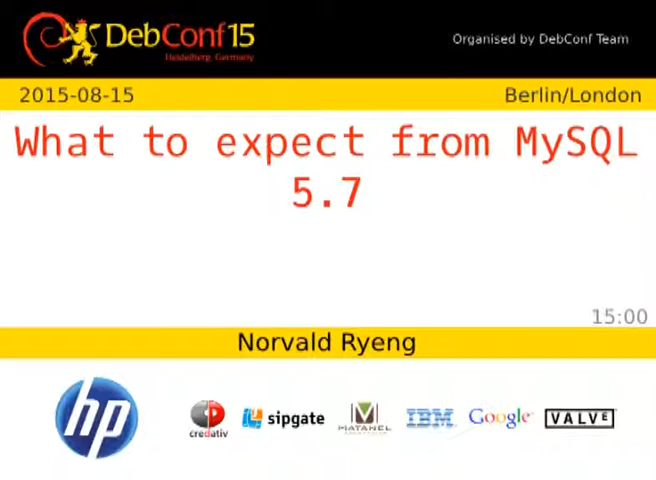 DebConf15
Heidelberg, Germany
Organised by DebConf Team
2015-08-15
Berlin/London
What to expect from MySQL
5.7
15:00
Norvald Ryeng
hp
credativ
sipgate
MATANEL
IBM
Google
VALVE